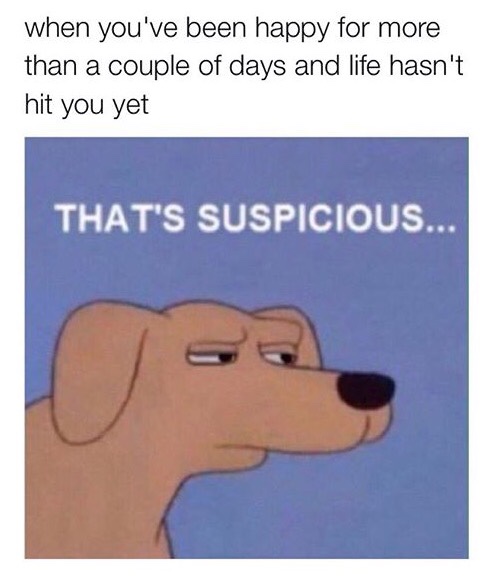 when you've been happy for more
than a couple of days and life hasn't
hit you yet
THAT'S SUSPICIOUS...